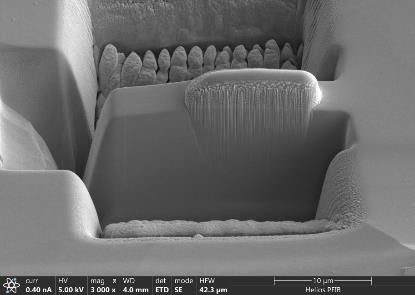 curr HV mag ⌘ WD det mode HFW
0.40 nA 5.00 kV 3 000 x 4.0 mm ETD SE 42.3 µm
10 µm
Helios PFIB